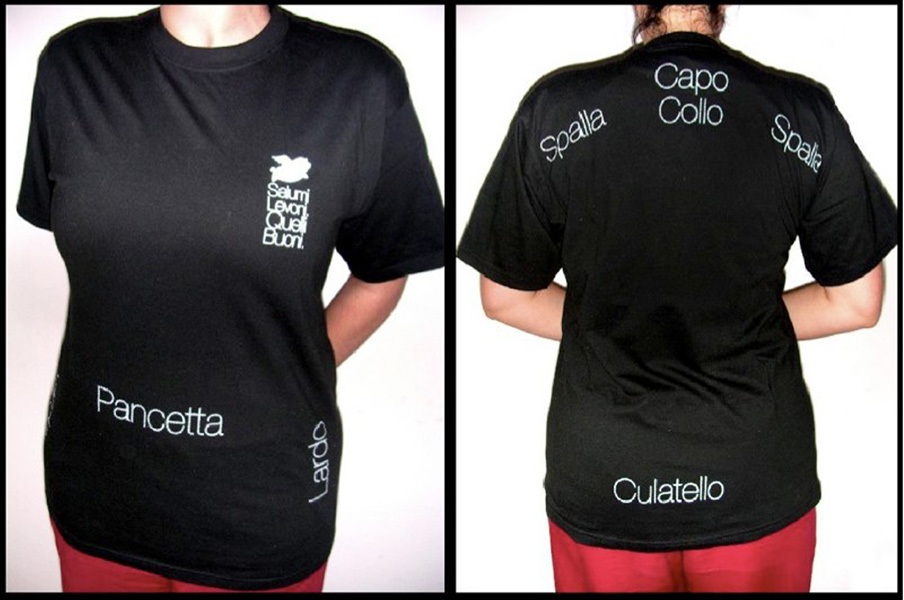 Salumi
Levoni.
Quelli
Buoni.
Pancetta
Lardo
Capo
Collo
Spalla
Spalla
Culatello